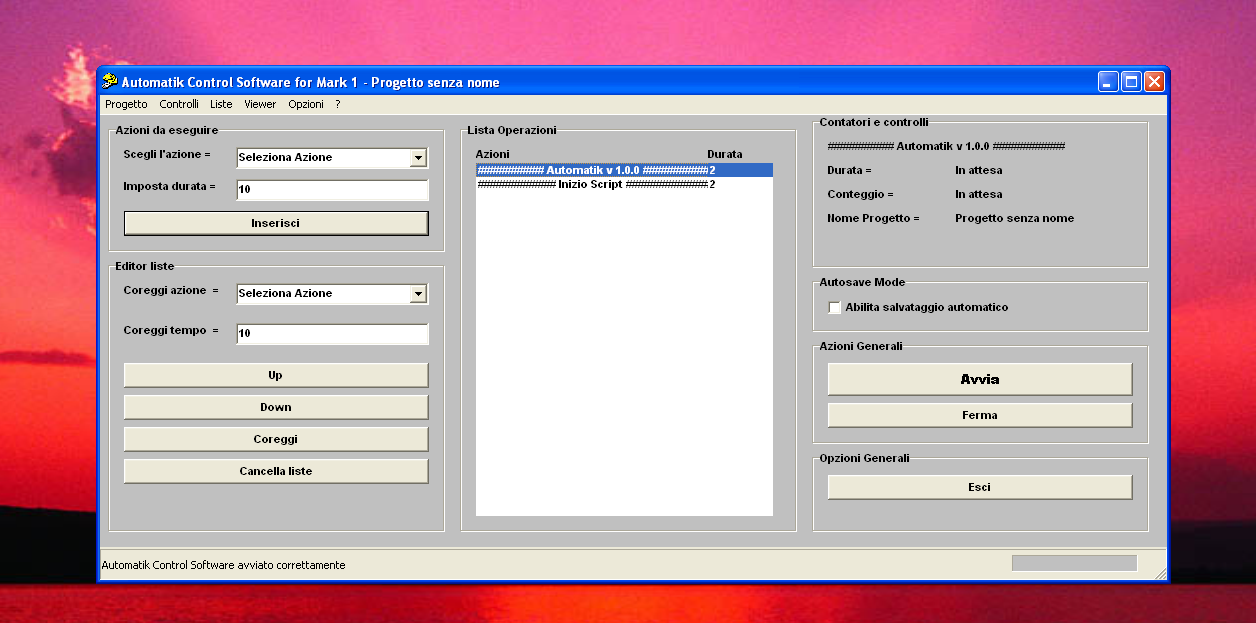 Automatik Control Software for Mark 1 - Progetto senza nome
Progetto Controlli Liste Viewer Opzioni ?
Azioni da eseguire
Scegli l'azione = Seleziona Azione
Imposta durata = 10
Inserisci
Editor liste
Coreggi azione = Seleziona Azione
Coreggi tempo = 10
Up
Down
Coreggi
Cancella liste
Lista Operazioni
Azioni Durata
########### Automatik v 1.0.0 ########### 2
############# Inizio Script ############## 2
Contatori e controlli
########### Automatik v 1.0.0 ############
Durata = In attesa
Conteggio = In attesa
Nome Progetto = Progetto senza nome
Autosave Mode
Abilita salvataggio automatico
Azioni Generali
Avvia
Ferma
Opzioni Generali
Esci
Automatik Control Software avviato correttamente